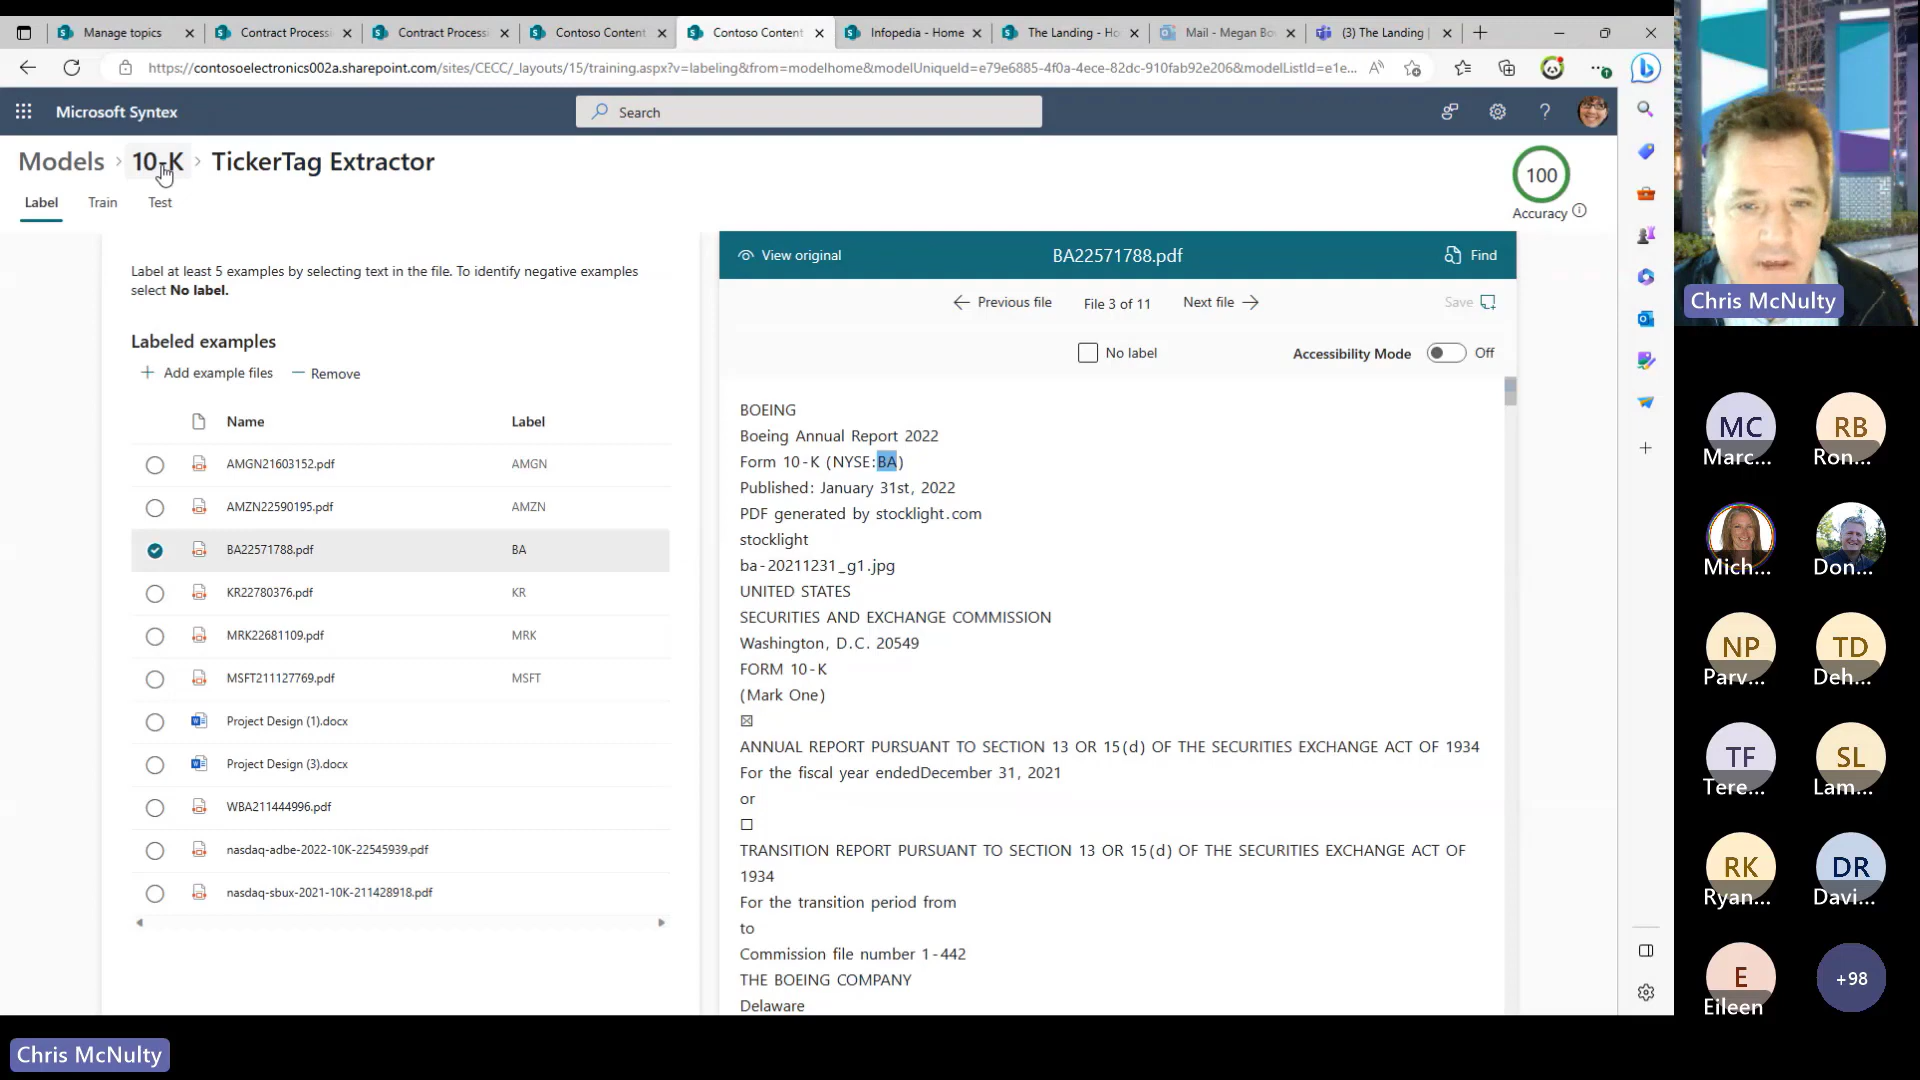 Manage topics
Contract Process
Contract Process
Contoso Content
Contoso Content
Infopedia - Home
The Landing - Ho
Mail - Megan Bo
(3) The Landing
https://contosoelectronics002a.sharepoint.com/sites/CECC/_layouts/15/training.aspx?v=labeling&from=modelhome&modelUniqueId=e79e6885-4f0a-4ece-82dc-910fab92e206&modelListId=e1e...
Microsoft Syntex
Search
Models > 10-K > TickerTag Extractor
100
Accuracy
Label Train Test
Label at least 5 examples by selecting text in the file. To identify negative examples
select No label.
Labeled examples
+ Add example files — Remove
Name Label
AMGN21603152.pdf AMGN
AMZN22590195.pdf AMZN
BA22571788.pdf BA
KR22780376.pdf KR
MRK22681109.pdf MRK
MSFT211127769.pdf MSFT
Project Design (1).docx
Project Design (3).docx
WBA211444996.pdf
nasdaq-adbe-2022-10K-22545939.pdf
nasdaq-sbux-2021-10K-211428918.pdf
View original BA22571788.pdf Find
Previous file File 3 of 11 Next file Save
No label Accessibility Mode Off
BOEING
Boeing Annual Report 2022
Form 10-K (NYSE:BA)
Published: January 31st, 2022
PDF generated by stocklight.com
stocklight
ba-20211231_g1.jpg
UNITED STATES
SECURITIES AND EXCHANGE COMMISSION
Washington, D.C. 20549
FORM 10-K
(Mark One)
☒
ANNUAL REPORT PURSUANT TO SECTION 13 OR 15(d) OF THE SECURITIES EXCHANGE ACT OF 1934
For the fiscal year endedDecember 31, 2021
or
☐
TRANSITION REPORT PURSUANT TO SECTION 13 OR 15(d) OF THE SECURITIES EXCHANGE ACT OF
1934
For the transition period from
to
Commission file number 1-442
THE BOEING COMPANY
Delaware
Chris McNulty
MC RB
Marc... Ron...
Mich... Don...
NP TD
Parv... Deh...
TF SL
Tere... Lam...
RK DR
Ryan... Davi...
E +98
Eileen
Chris McNulty